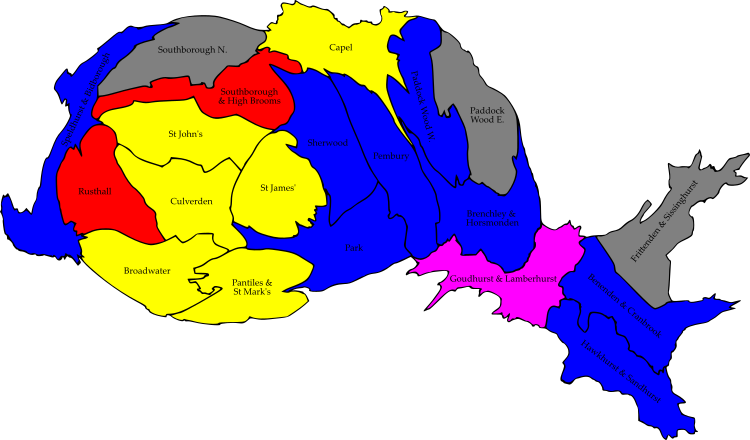 Southborough N.
Capel
Speldhurst & Bidborough
Paddock Wood W.
Southborough
& High Brooms
Paddock
Wood E.
St John's
Sherwood
Pembury
Rusthall
St James'
Culverden
Frittenden & Sissinghurst
Brenchley &
Horsmonden
Park
Broadwater
Pantiles &
St Mark's
Goudhurst & Lamberhurst
Benenden & Cranbrook
Hawkhurst & Sandhurst